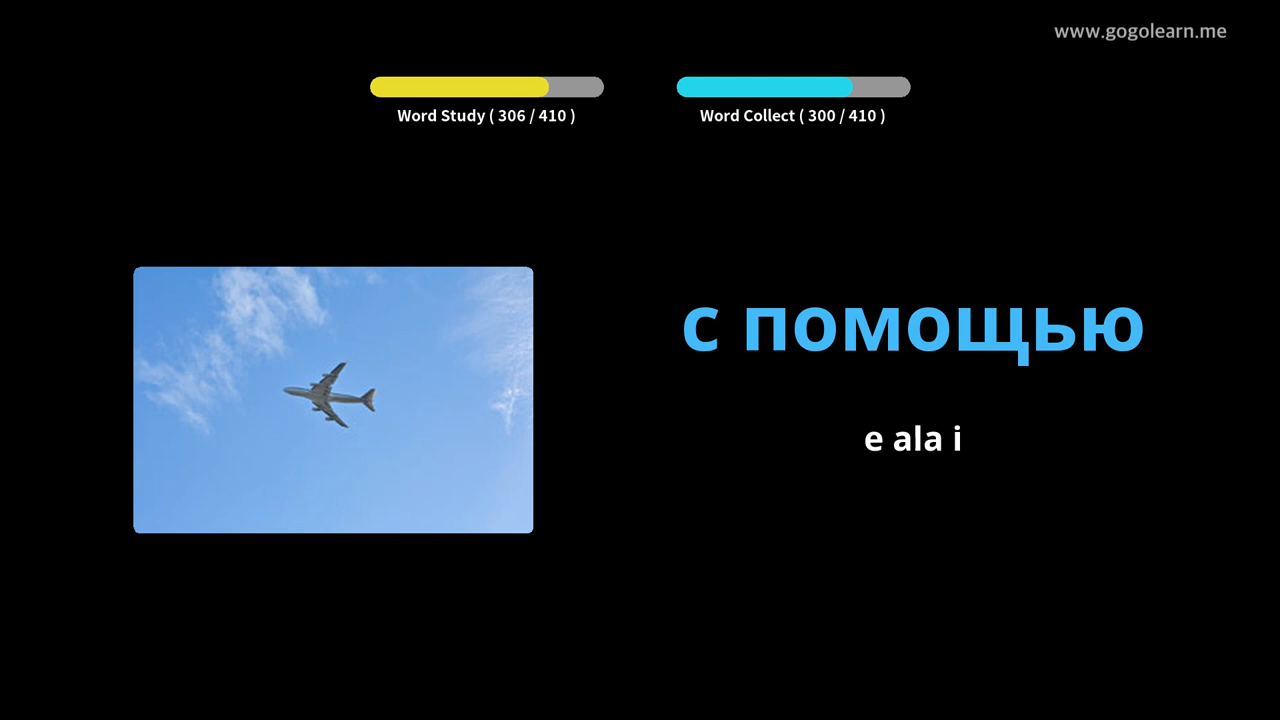 www.gogolearn.me
Word Study ( 306 / 410 )
Word Collect ( 300 / 410 )
с помощью
e ala i